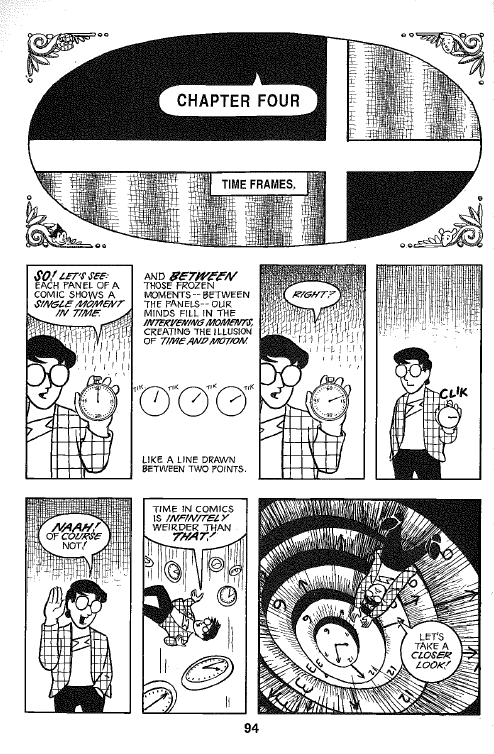 CHAPTER FOUR
TIME FRAMES.
SO! LET'S SEE:
EACH PANEL OF A
COMIC SHOWS A
SINGLE MOMENT
IN TIME.
AND BETWEEN
THOSE FROZEN
MOMENTS -- BETWEEN
THE PANELS -- OUR
MINDS FILL IN THE
INTERVENING MOMENTS,
CREATING THE ILLUSION
OF TIME AND MOTION.
TIK TIK TIK TIK
LIKE A LINE DRAWN
BETWEEN TWO POINTS.
RIGHT?
CLIK
NAAH!
OF COURSE
NOT!
TIME IN COMICS
IS INFINITELY
WEIRDER THAN
THAT!
LET'S
TAKE A
CLOSER
LOOK!
94